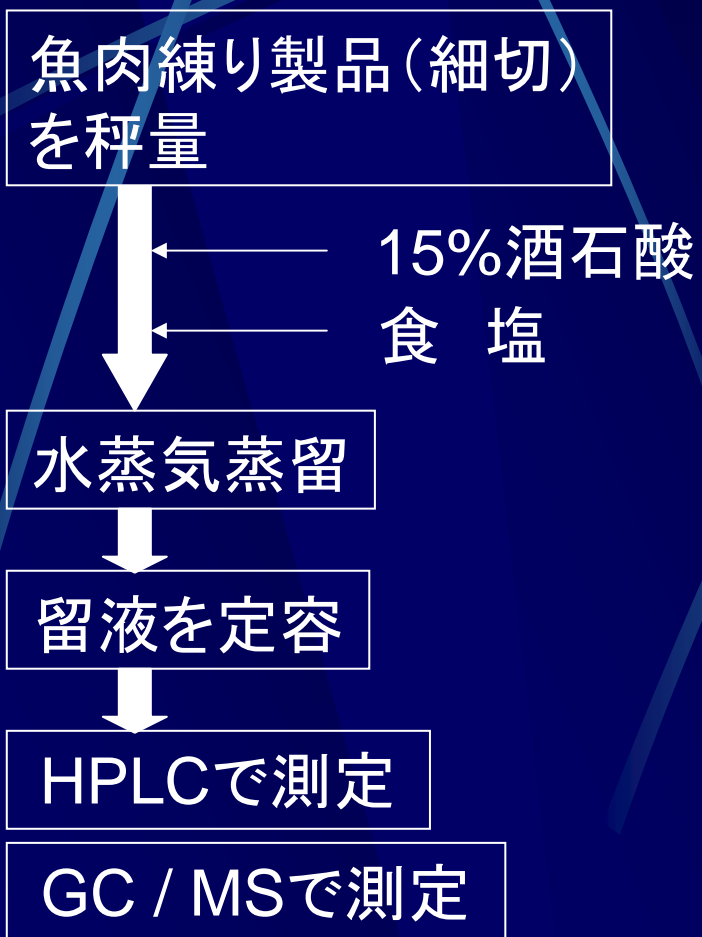 魚肉練り製品（細切）
を秤量
15%酒石酸
食　塩
水蒸気蒸留
留液を定容
HPLCで測定
GC / MSで測定